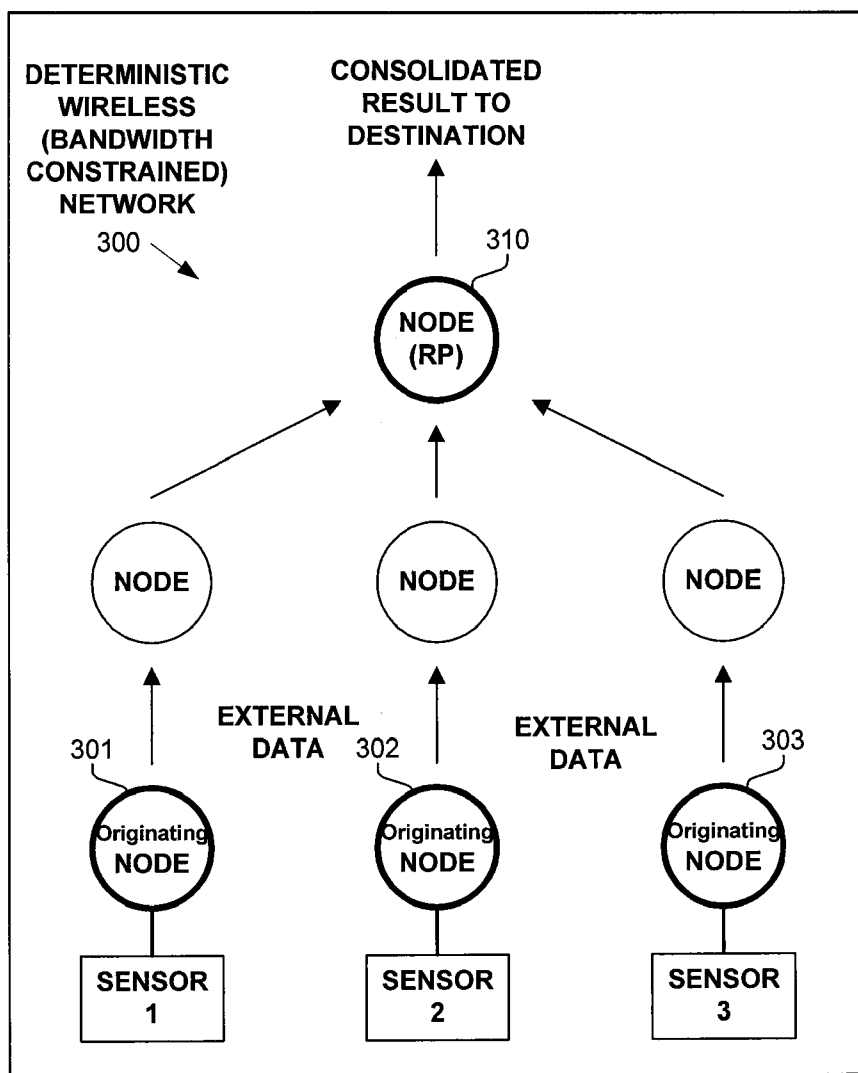 DETERMINISTIC
WIRELESS
(BANDWIDTH
CONSTRAINED)
NETWORK
300
CONSOLIDATED
RESULT TO
DESTINATION
310
NODE
(RP)
NODE
NODE
NODE
EXTERNAL
DATA
EXTERNAL
DATA
301
302
303
Originating
NODE
Originating
NODE
Originating
NODE
SENSOR
1
SENSOR
2
SENSOR
3